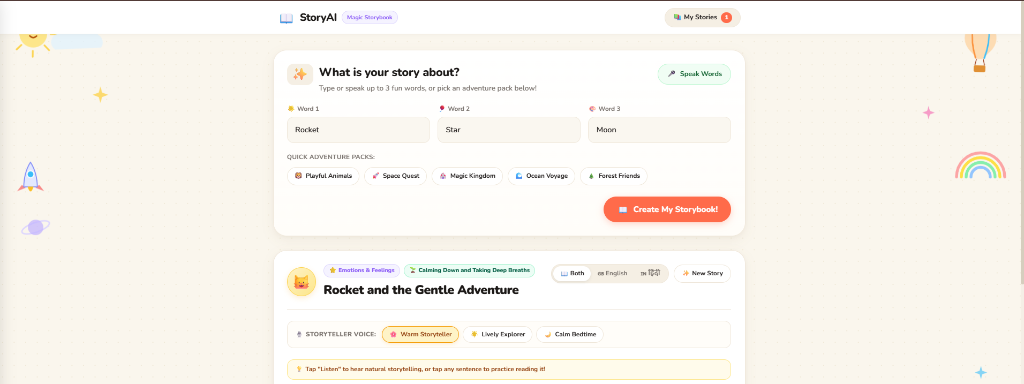 StoryAI Magic Storybook My Stories 3
What is your story about?
Speak Words
Type or speak up to 3 fun words, or pick an adventure pack below!
Word 1 Word 2 Word 3
Rocket Star Moon
QUICK ADVENTURE PACKS:
Playful Animals Space Quest Magic Kingdom Ocean Voyage Forest Friends
Create My Storybook!
Emotions & Feelings Calming Down and Taking Deep Breaths
Both GB English IN हिंदी New Story
Rocket and the Gentle Adventure
STORYTELLER VOICE: Warm Storyteller Lively Explorer Calm Bedtime
Tap "Listen" to hear natural storytelling, or tap any sentence to practice reading it!